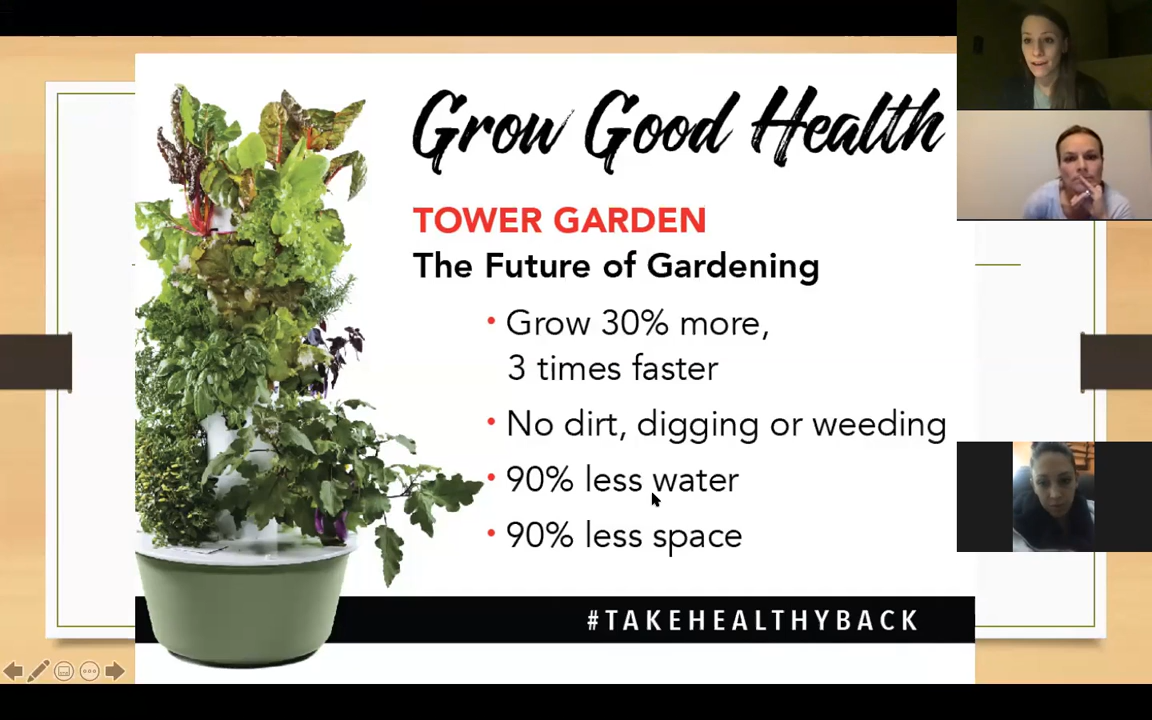 Grow Good Health
TOWER GARDEN
The Future of Gardening
• Grow 30% more,
3 times faster
• No dirt, digging or weeding
• 90% less water
• 90% less space
#TAKEHEALTHYBACK